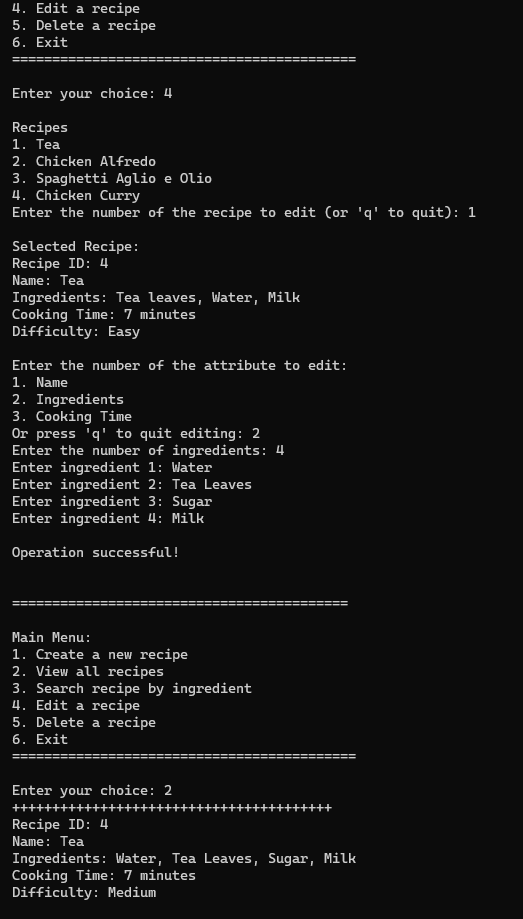 4. Edit a recipe
5. Delete a recipe
6. Exit
===========================================

Enter your choice: 4

Recipes
1. Tea
2. Chicken Alfredo
3. Spaghetti Aglio e Olio
4. Chicken Curry
Enter the number of the recipe to edit (or 'q' to quit): 1

Selected Recipe:
Recipe ID: 4
Name: Tea
Ingredients: Tea leaves, Water, Milk
Cooking Time: 7 minutes
Difficulty: Easy

Enter the number of the attribute to edit:
1. Name
2. Ingredients
3. Cooking Time
Or press 'q' to quit editing: 2
Enter the number of ingredients: 4
Enter ingredient 1: Water
Enter ingredient 2: Tea Leaves
Enter ingredient 3: Sugar
Enter ingredient 4: Milk

Operation successful!


==========================================

Main Menu:
1. Create a new recipe
2. View all recipes
3. Search recipe by ingredient
4. Edit a recipe
5. Delete a recipe
6. Exit
===========================================

Enter your choice: 2
++++++++++++++++++++++++++++++++++++++++
Recipe ID: 4
Name: Tea
Ingredients: Water, Tea Leaves, Sugar, Milk
Cooking Time: 7 minutes
Difficulty: Medium